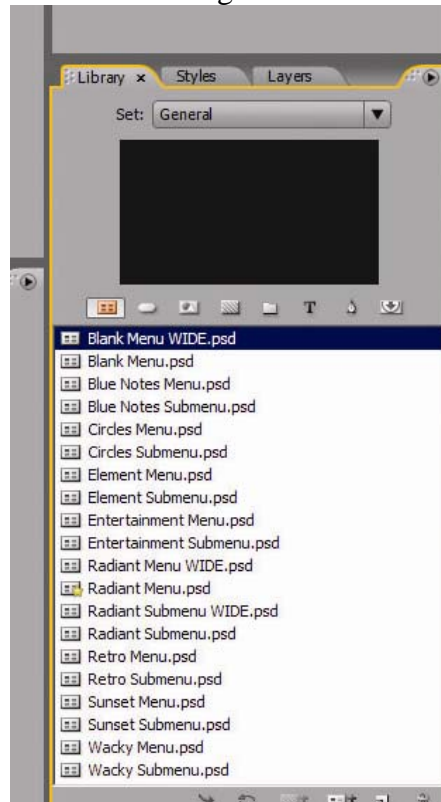 Library × Styles Layers
Set: General
T
Blank Menu WIDE.psd
Blank Menu.psd
Blue Notes Menu.psd
Blue Notes Submenu.psd
Circles Menu.psd
Circles Submenu.psd
Element Menu.psd
Element Submenu.psd
Entertainment Menu.psd
Entertainment Submenu.psd
Radiant Menu WIDE.psd
Radiant Menu.psd
Radiant Submenu WIDE.psd
Radiant Submenu.psd
Retro Menu.psd
Retro Submenu.psd
Sunset Menu.psd
Sunset Submenu.psd
Wacky Menu.psd
Wacky Submenu.psd